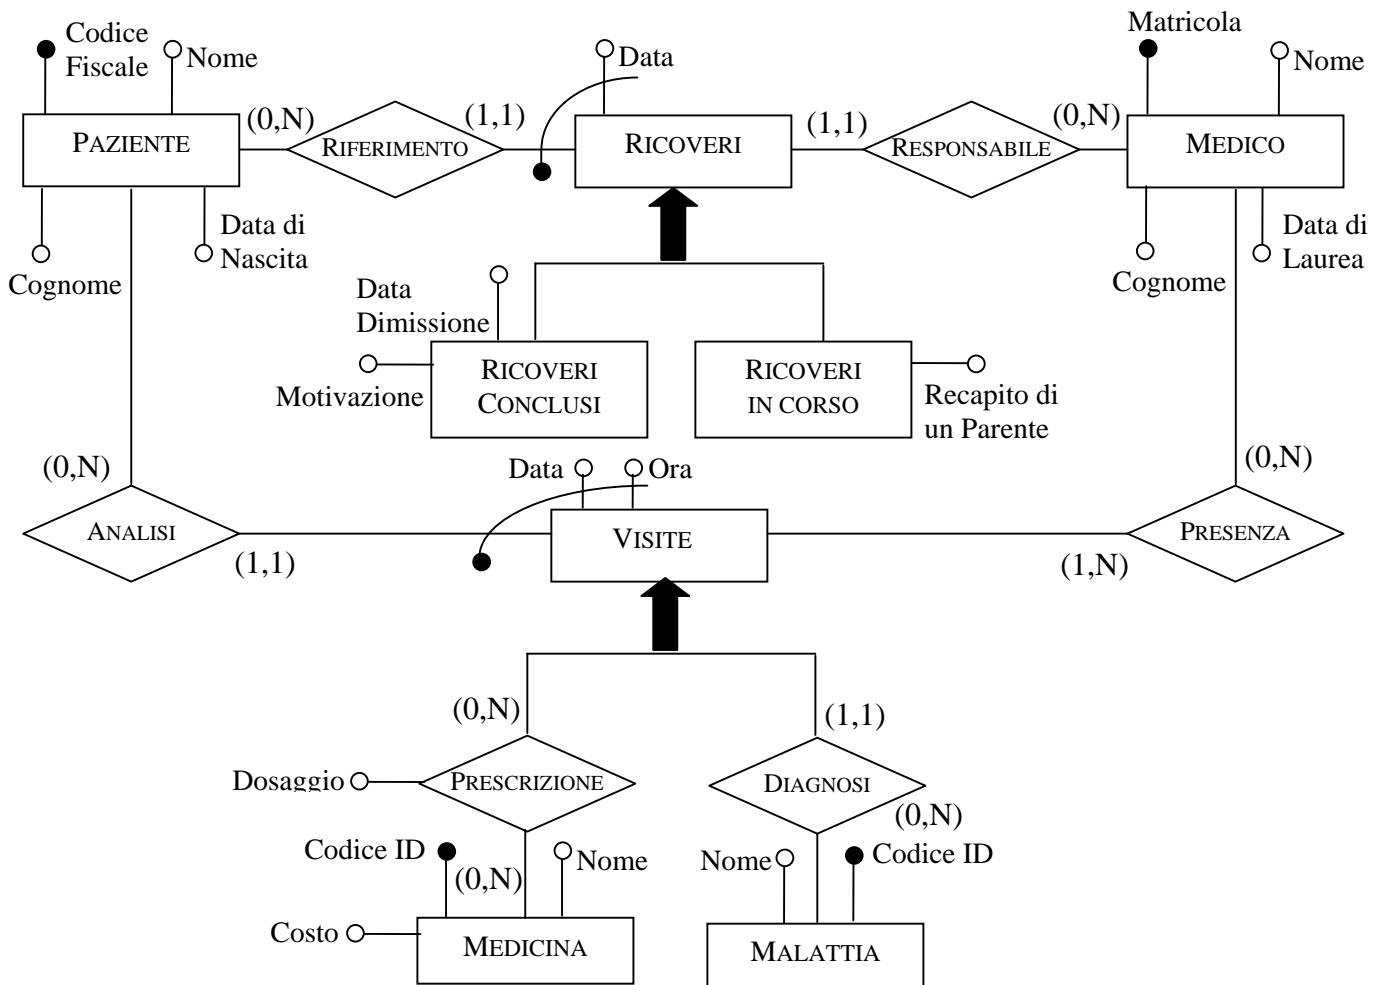 Codice
Fiscale
Nome
Data
Matricola
Nome
(0,N)
(1,1)
(1,1)
(0,N)
PAZIENTE
RIFERIMENTO
RICOVERI
RESPONSABILE
MEDICO
Data di
Nascita
Cognome
Data di
Laurea
Cognome
Data
Dimissione
Motivazione
RICOVERI
CONCLUSI
RICOVERI
IN CORSO
Recapito di
un Parente
(0,N)
Data
Ora
(0,N)
ANALISI
(1,1)
VISITE
(1,N)
PRESENZA
(0,N)
(1,1)
Dosaggio
PRESCRIZIONE
DIAGNOSI
(0,N)
Codice ID
(0,N)
Nome
Nome
Codice ID
Costo
MEDICINA
MALATTIA